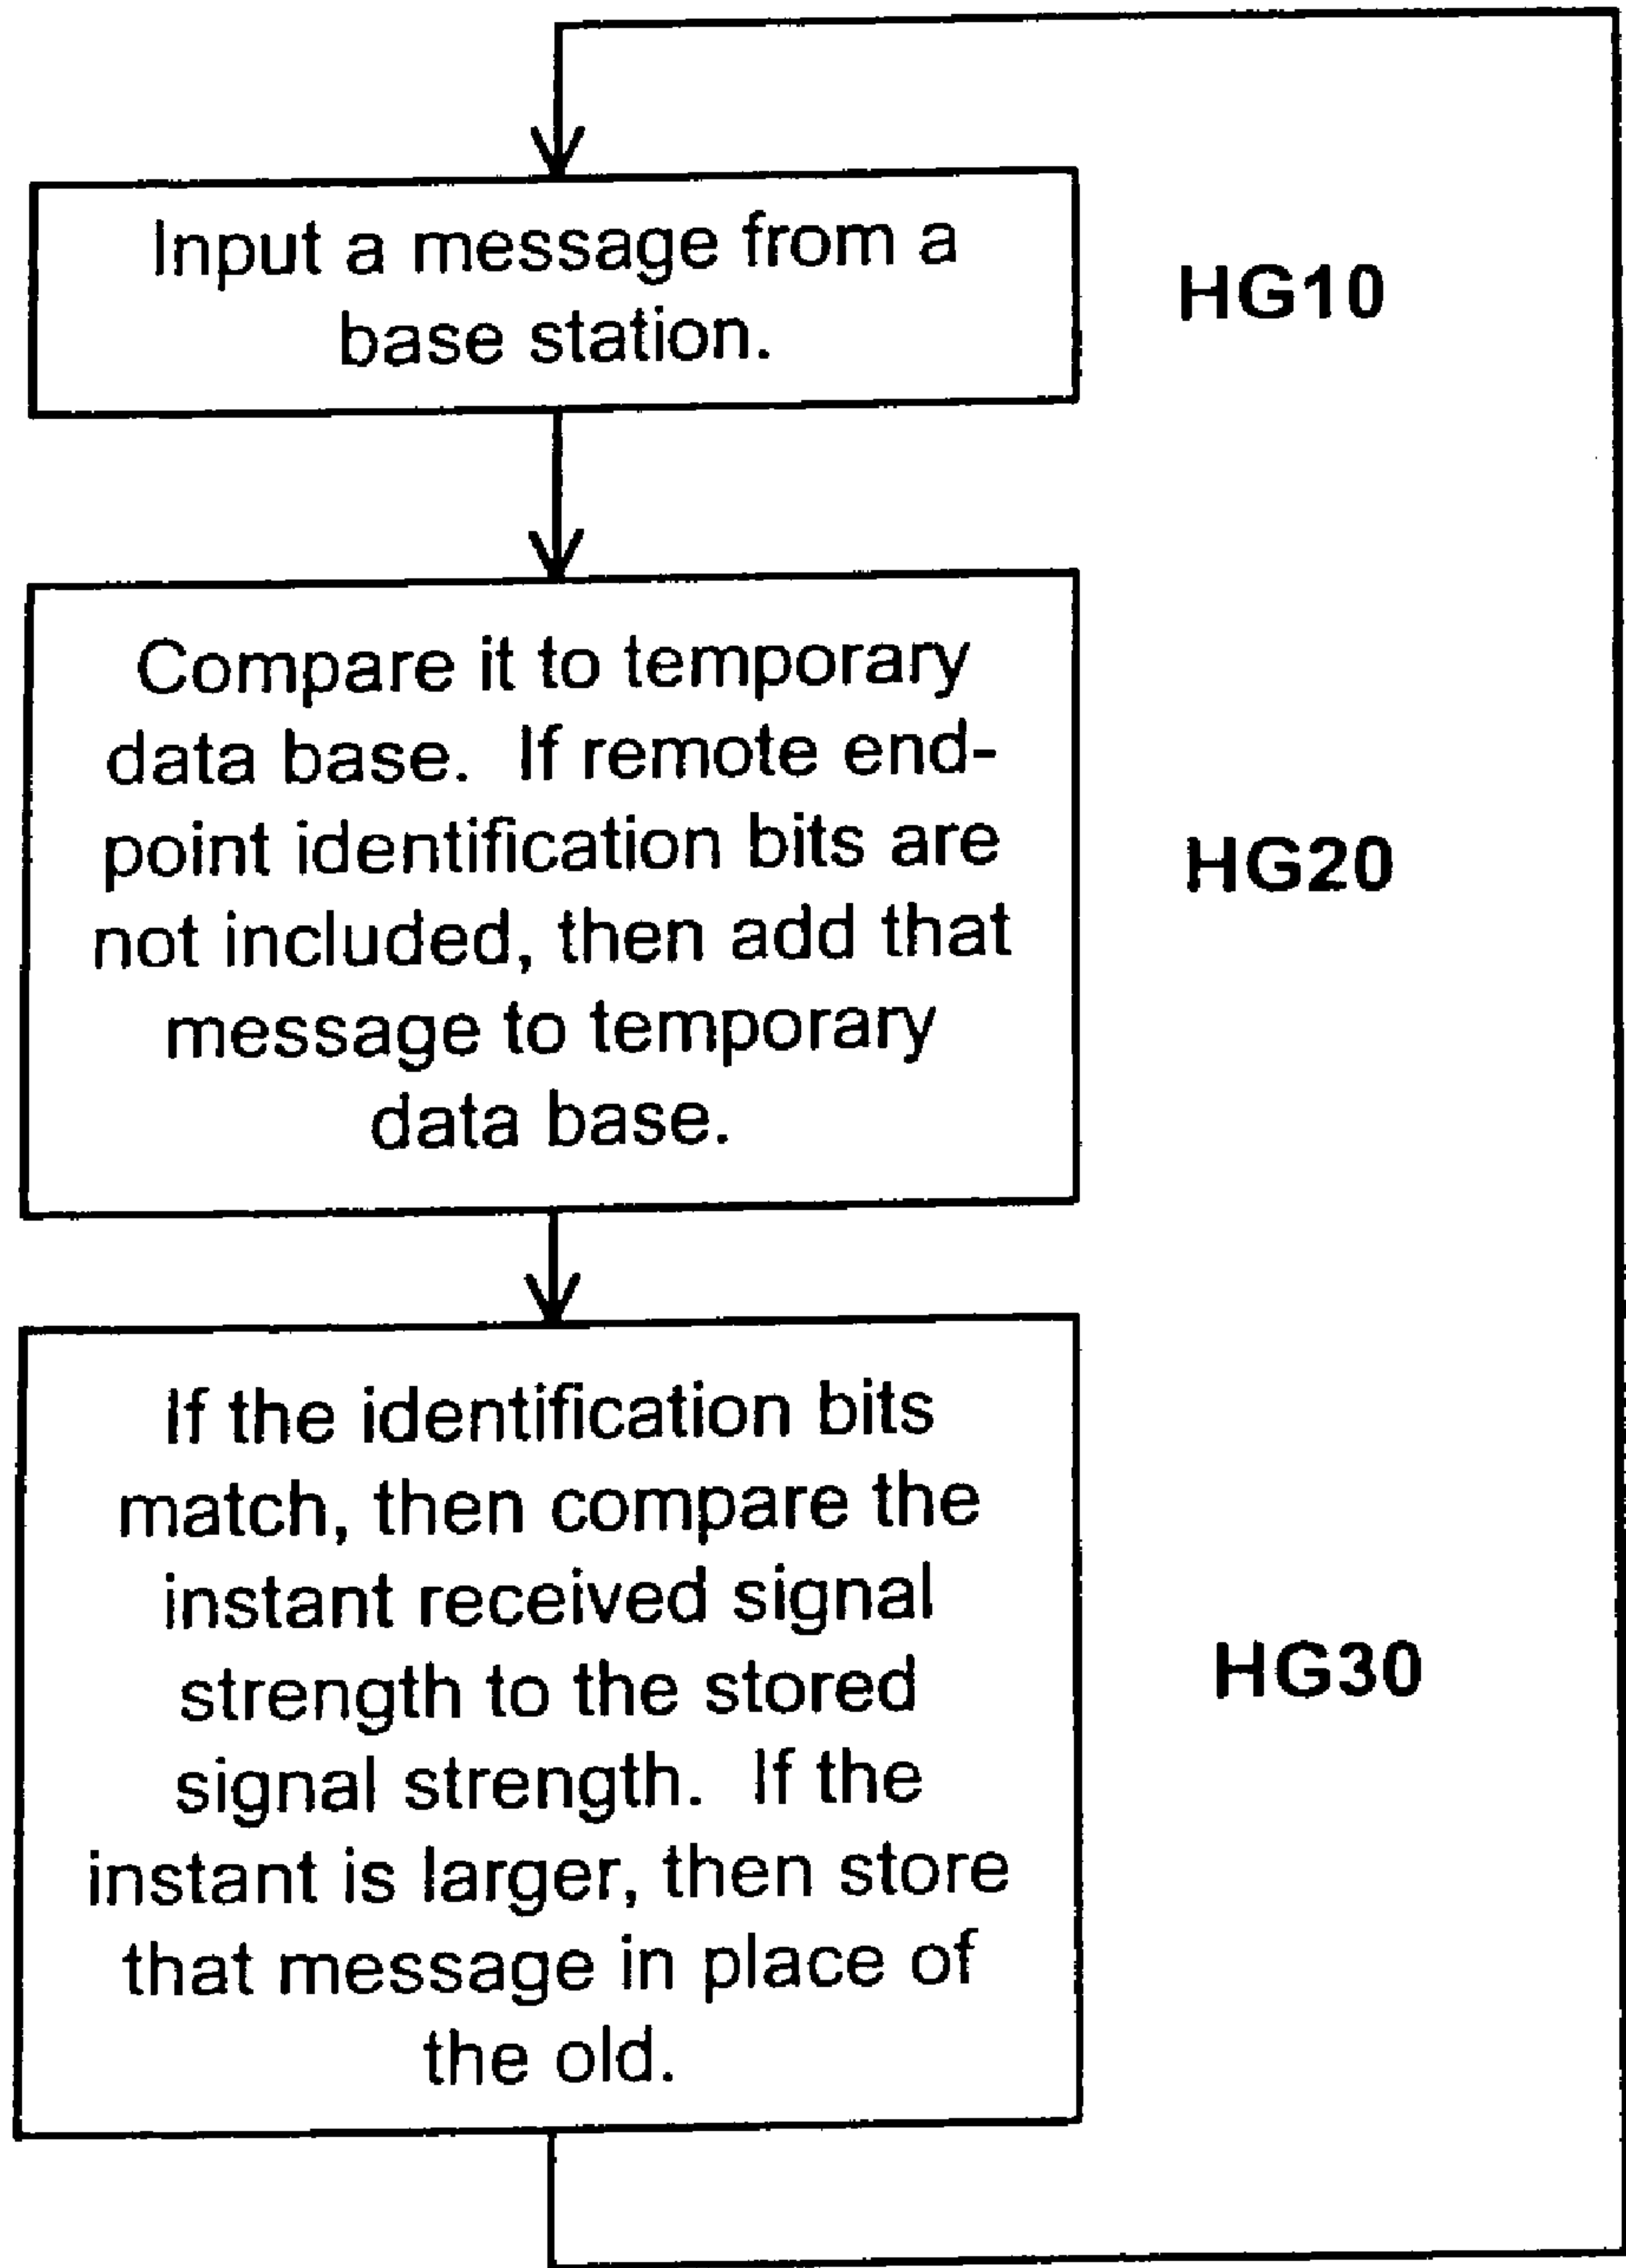 Input a message from a
base station.
HG10
Compare it to temporary
data base.  If remote end-
point identification bits are
not included, then add that
message to temporary
data base.
HG20
If the identification bits
match, then compare the
instant received signal
strength to the stored
signal strength.  If the
instant is larger, then store
that message in place of
the old.
HG30